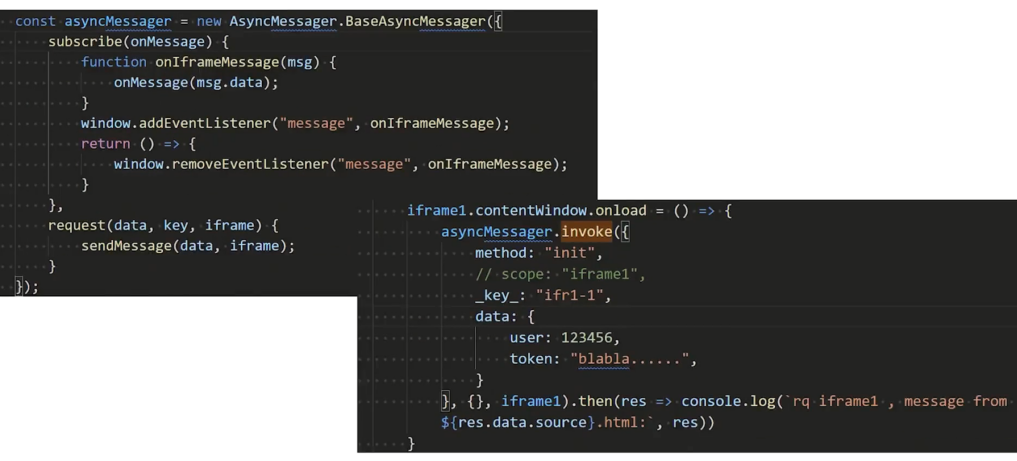 const asyncMessager = new AsyncMessager.BaseAsyncMessager({
subscribe(onMessage) {
function onIframeMessage(msg) {
onMessage(msg.data);
}
window.addEventListener("message", onIframeMessage);
return () => {
window.removeEventListener("message", onIframeMessage);
}
},
request(data, key, iframe) {
sendMessage(data, iframe);
}
});
iframe1.contentWindow.onload = () => {
asyncMessager.invoke({
method: "init",
// scope: "iframe1",
_key_: "ifr1-1",
data: {
user: 123456,
token: "blabla......",
}
}, {}, iframe1).then(res => console.log(`rq iframe1 , message from
${res.data.source}.html:`, res))
}